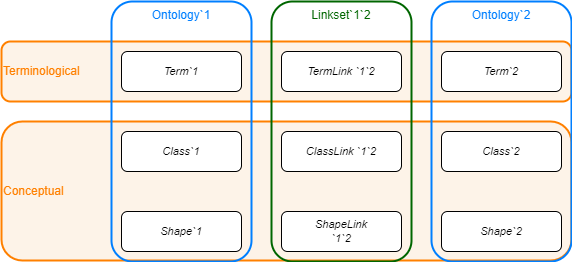 Ontology`1
Linkset`1`2
Ontology`2
Terminological
Term`1
TermLink `1`2
Term`2
Class`1
ClassLink `1`2
Class`2
Conceptual
Shape`1
ShapeLink
`1`2
Shape`2